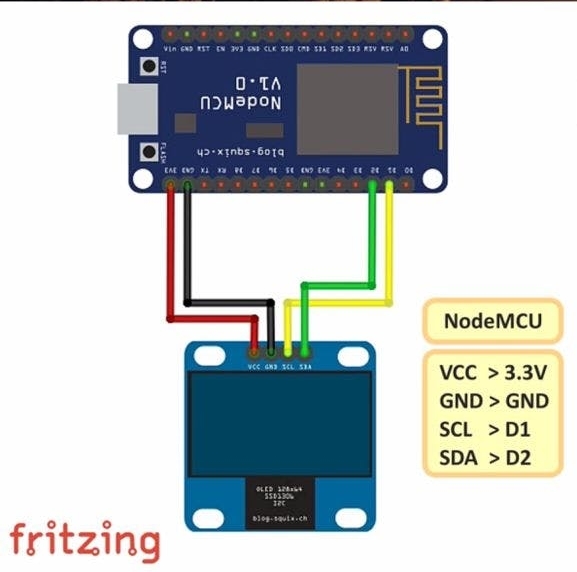 Vin GND RST EN 3V3 GND CLK SD0 CMD SD1 SD2 SD3 RSV RSV A0
RST
NodeMCU
V1.0
blog.squix.ch
FLASH
3V3 GND TX RX D8 D7 D6 D5 GND 3V3 D4 D3 D2 D1 D0
VCC GND SCL SDA
OLED 128x64
SSD1306
I2C
blog.squix.ch
NodeMCU
VCC > 3.3V
GND > GND
SCL > D1
SDA > D2
fritzing